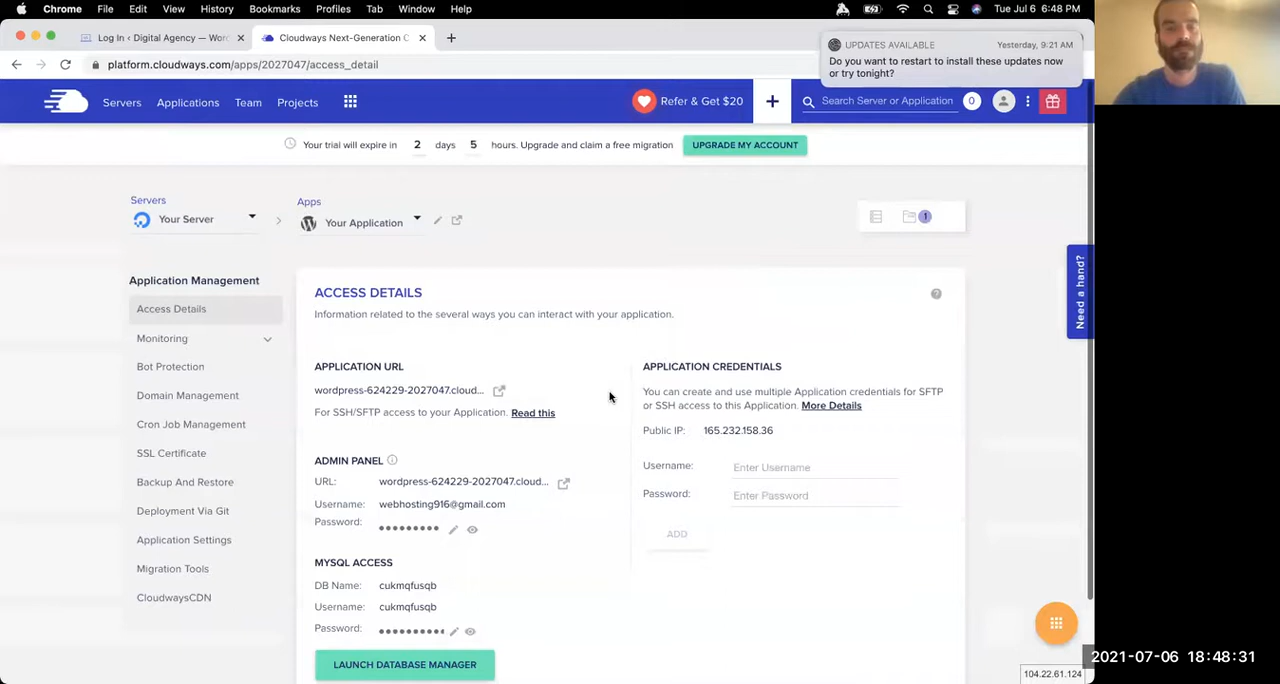 Chrome File Edit View History Bookmarks Profiles Tab Window Help Tue Jul 6 6:48 PM
Log In ‹ Digital Agency — Wor
Cloudways Next-Generation C
UPDATES AVAILABLE Yesterday, 9:21 AM
Do you want to restart to install these updates now
or try tonight?
platform.cloudways.com/apps/2027047/access_detail
Servers Applications Team Projects Refer & Get $20 + Search Server or Application 0
Your trial will expire in 2 days 5 hours. Upgrade and claim a free migration UPGRADE MY ACCOUNT
Servers
Your Server
Apps
Your Application
1
Need a hand?
Application Management
Access Details
Monitoring
Bot Protection
Domain Management
Cron Job Management
SSL Certificate
Backup And Restore
Deployment Via Git
Application Settings
Migration Tools
CloudwaysCDN
ACCESS DETAILS
Information related to the several ways you can interact with your application.
APPLICATION URL
wordpress-624229-2027047.cloud...
For SSH/SFTP access to your Application. Read this
ADMIN PANEL
URL: wordpress-624229-2027047.cloud...
Username: webhosting916@gmail.com
Password: •••••••••
MYSQL ACCESS
DB Name: cukmqfusqb
Username: cukmqfusqb
Password: ••••••••••
LAUNCH DATABASE MANAGER
APPLICATION CREDENTIALS
You can create and use multiple Application credentials for SFTP
or SSH access to this Application. More Details
Public IP: 165.232.158.36
Username: Enter Username
Password: Enter Password
ADD
2021-07-06 18:48:31
104.22.61.124